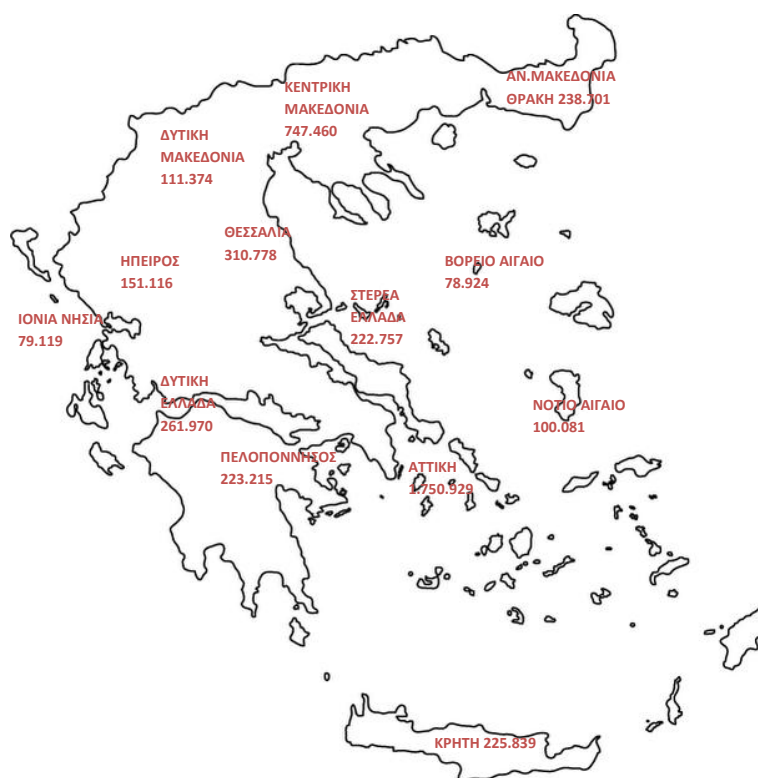 ΑΝ.ΜΑΚΕΔΟΝΙΑ
ΘΡΑΚΗ 238.701
ΚΕΝΤΡΙΚΗ
ΜΑΚΕΔΟΝΙΑ
747.460
ΔΥΤΙΚΗ
ΜΑΚΕΔΟΝΙΑ
111.374
ΘΕΣΣΑΛΙΑ
310.778
ΗΠΕΙΡΟΣ
151.116
ΒΟΡΕΙΟ ΑΙΓΑΙΟ
78.924
ΣΤΕΡΕΑ
ΕΛΛΑΔΑ
222.757
ΙΟΝΙΑ ΝΗΣΙΑ
79.119
ΔΥΤΙΚΗ
ΕΛΛΑΔΑ
261.970
ΝΟΤΙΟ ΑΙΓΑΙΟ
100.081
ΠΕΛΟΠΟΝΝΗΣΟΣ
223.215
ΑΤΤΙΚΗ
1.750.929
ΚΡΗΤΗ 225.839